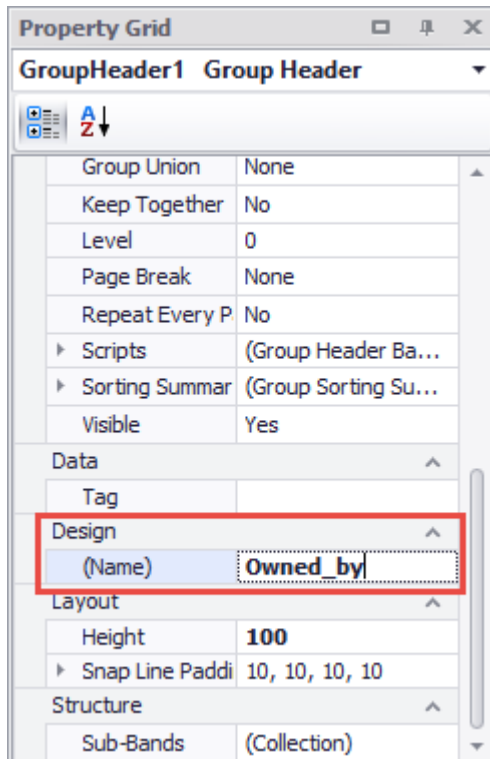 Property Grid
GroupHeader1 Group Header
A
Z
Group Union None
Keep Together No
Level 0
Page Break None
Repeat Every P No
Scripts (Group Header Ba...
Sorting Summar (Group Sorting Su...
Visible Yes
Data
Tag
Design
(Name) Owned_by
Layout
Height 100
Snap Line Paddi 10, 10, 10, 10
Structure
Sub-Bands (Collection)